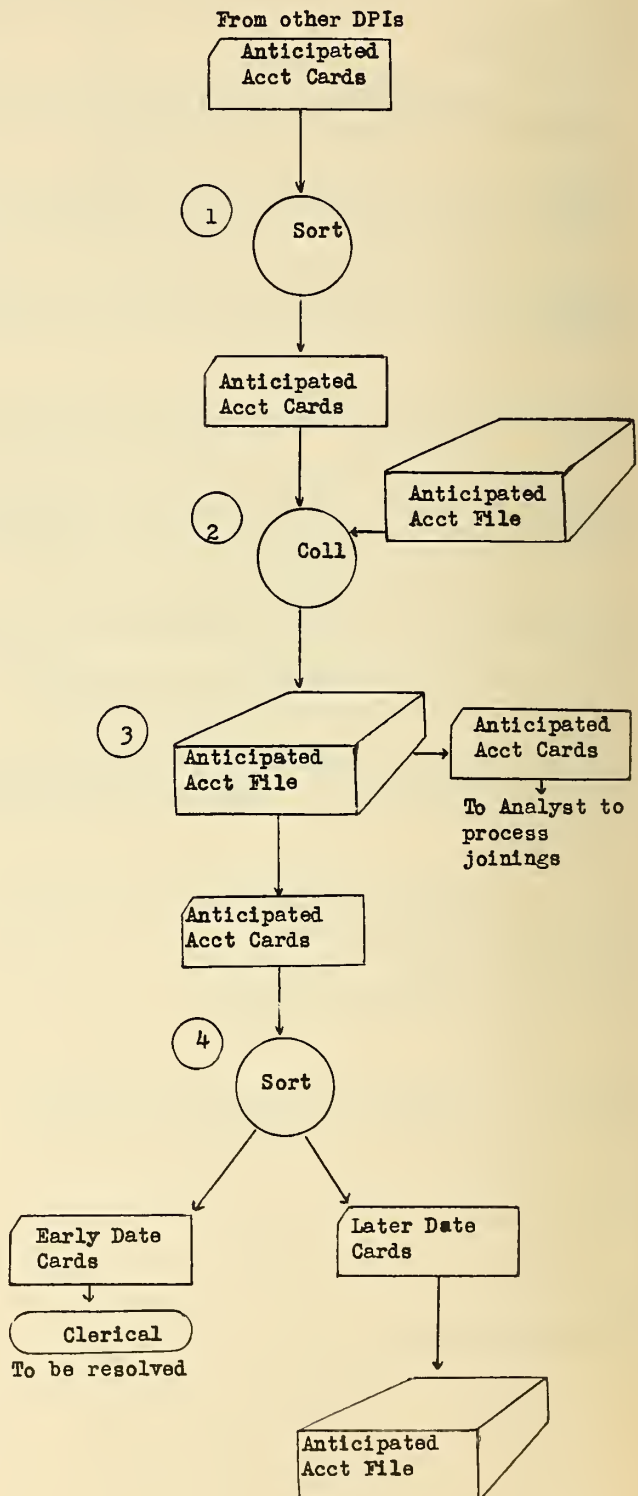 From other DPIs
Anticipated
Acct Cards
1
Sort
Anticipated
Acct Cards
Anticipated
Acct File
2
Coll
3
Anticipated
Acct File
Anticipated
Acct Cards
To Analyst to
process
joinings
Anticipated
Acct Cards
4
Sort
Early Date
Cards
Later Date
Cards
Clerical
To be resolved
Anticipated
Acct File